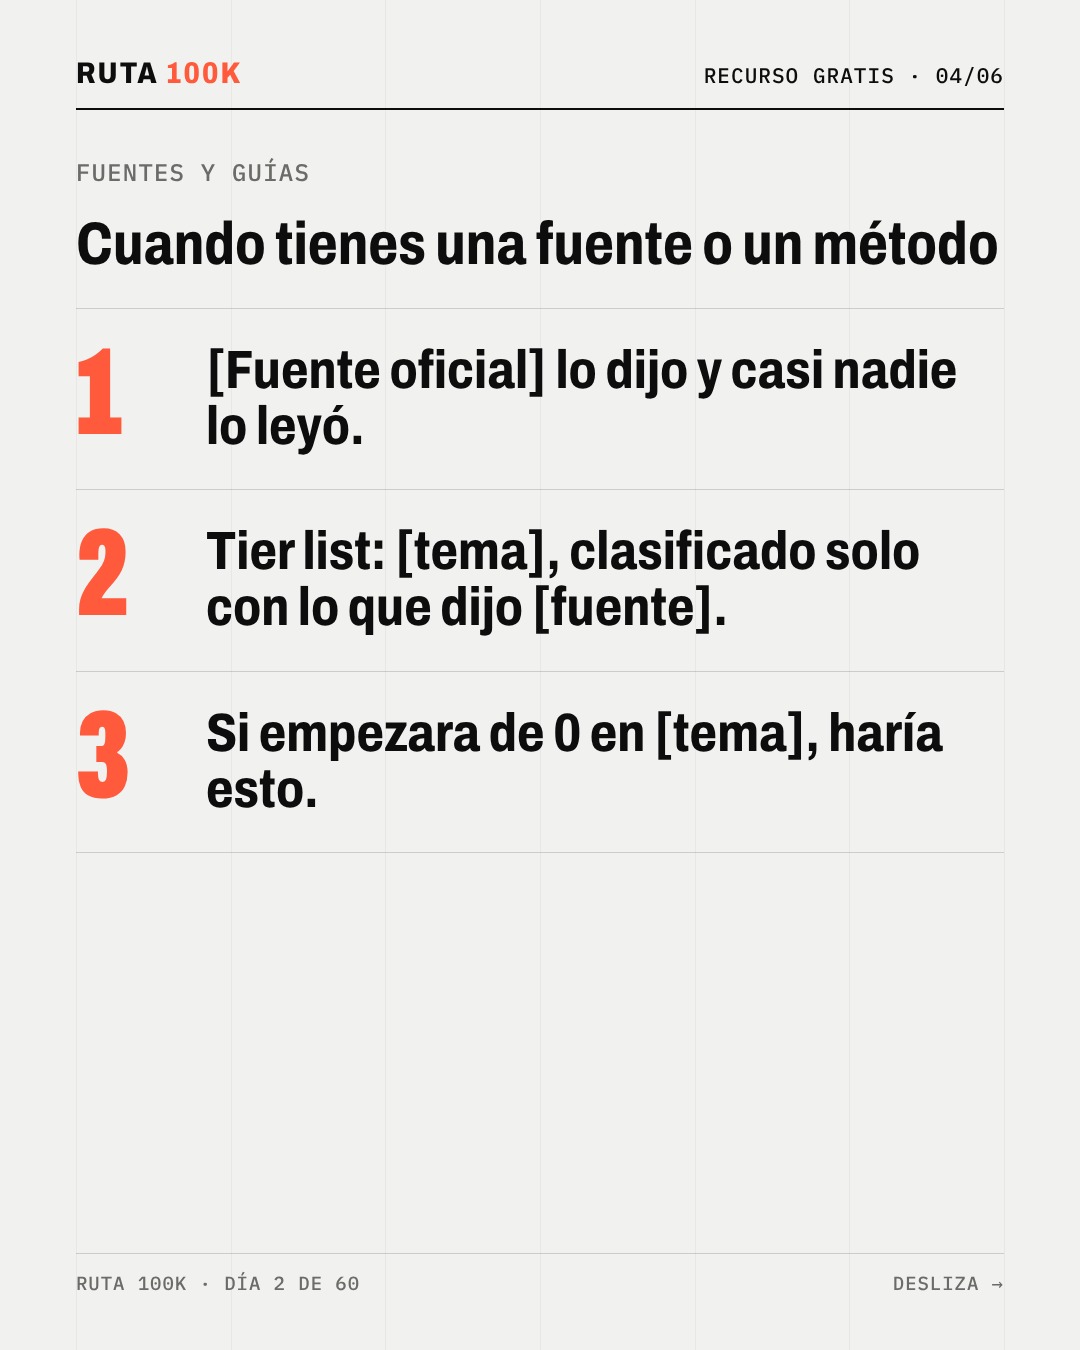 RUTA 100K
RECURSO GRATIS · 04/06
FUENTES Y GUÍAS
Cuando tienes una fuente o un método
1
[Fuente oficial] lo dijo y casi nadie
lo leyó.
2
Tier list: [tema], clasificado solo
con lo que dijo [fuente].
3
Si empezara de 0 en [tema], haría
esto.
RUTA 100K · DÍA 2 DE 60
DESLIZA →